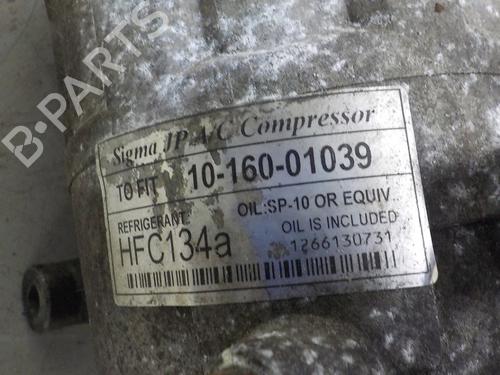 B-PARTS
Sigma JP A/C Compressor
TO FIT 10-160-01039
REFRIGERANT: OIL:SP-10 OR EQUIV
HFC134a OIL IS INCLUDED
1266130731